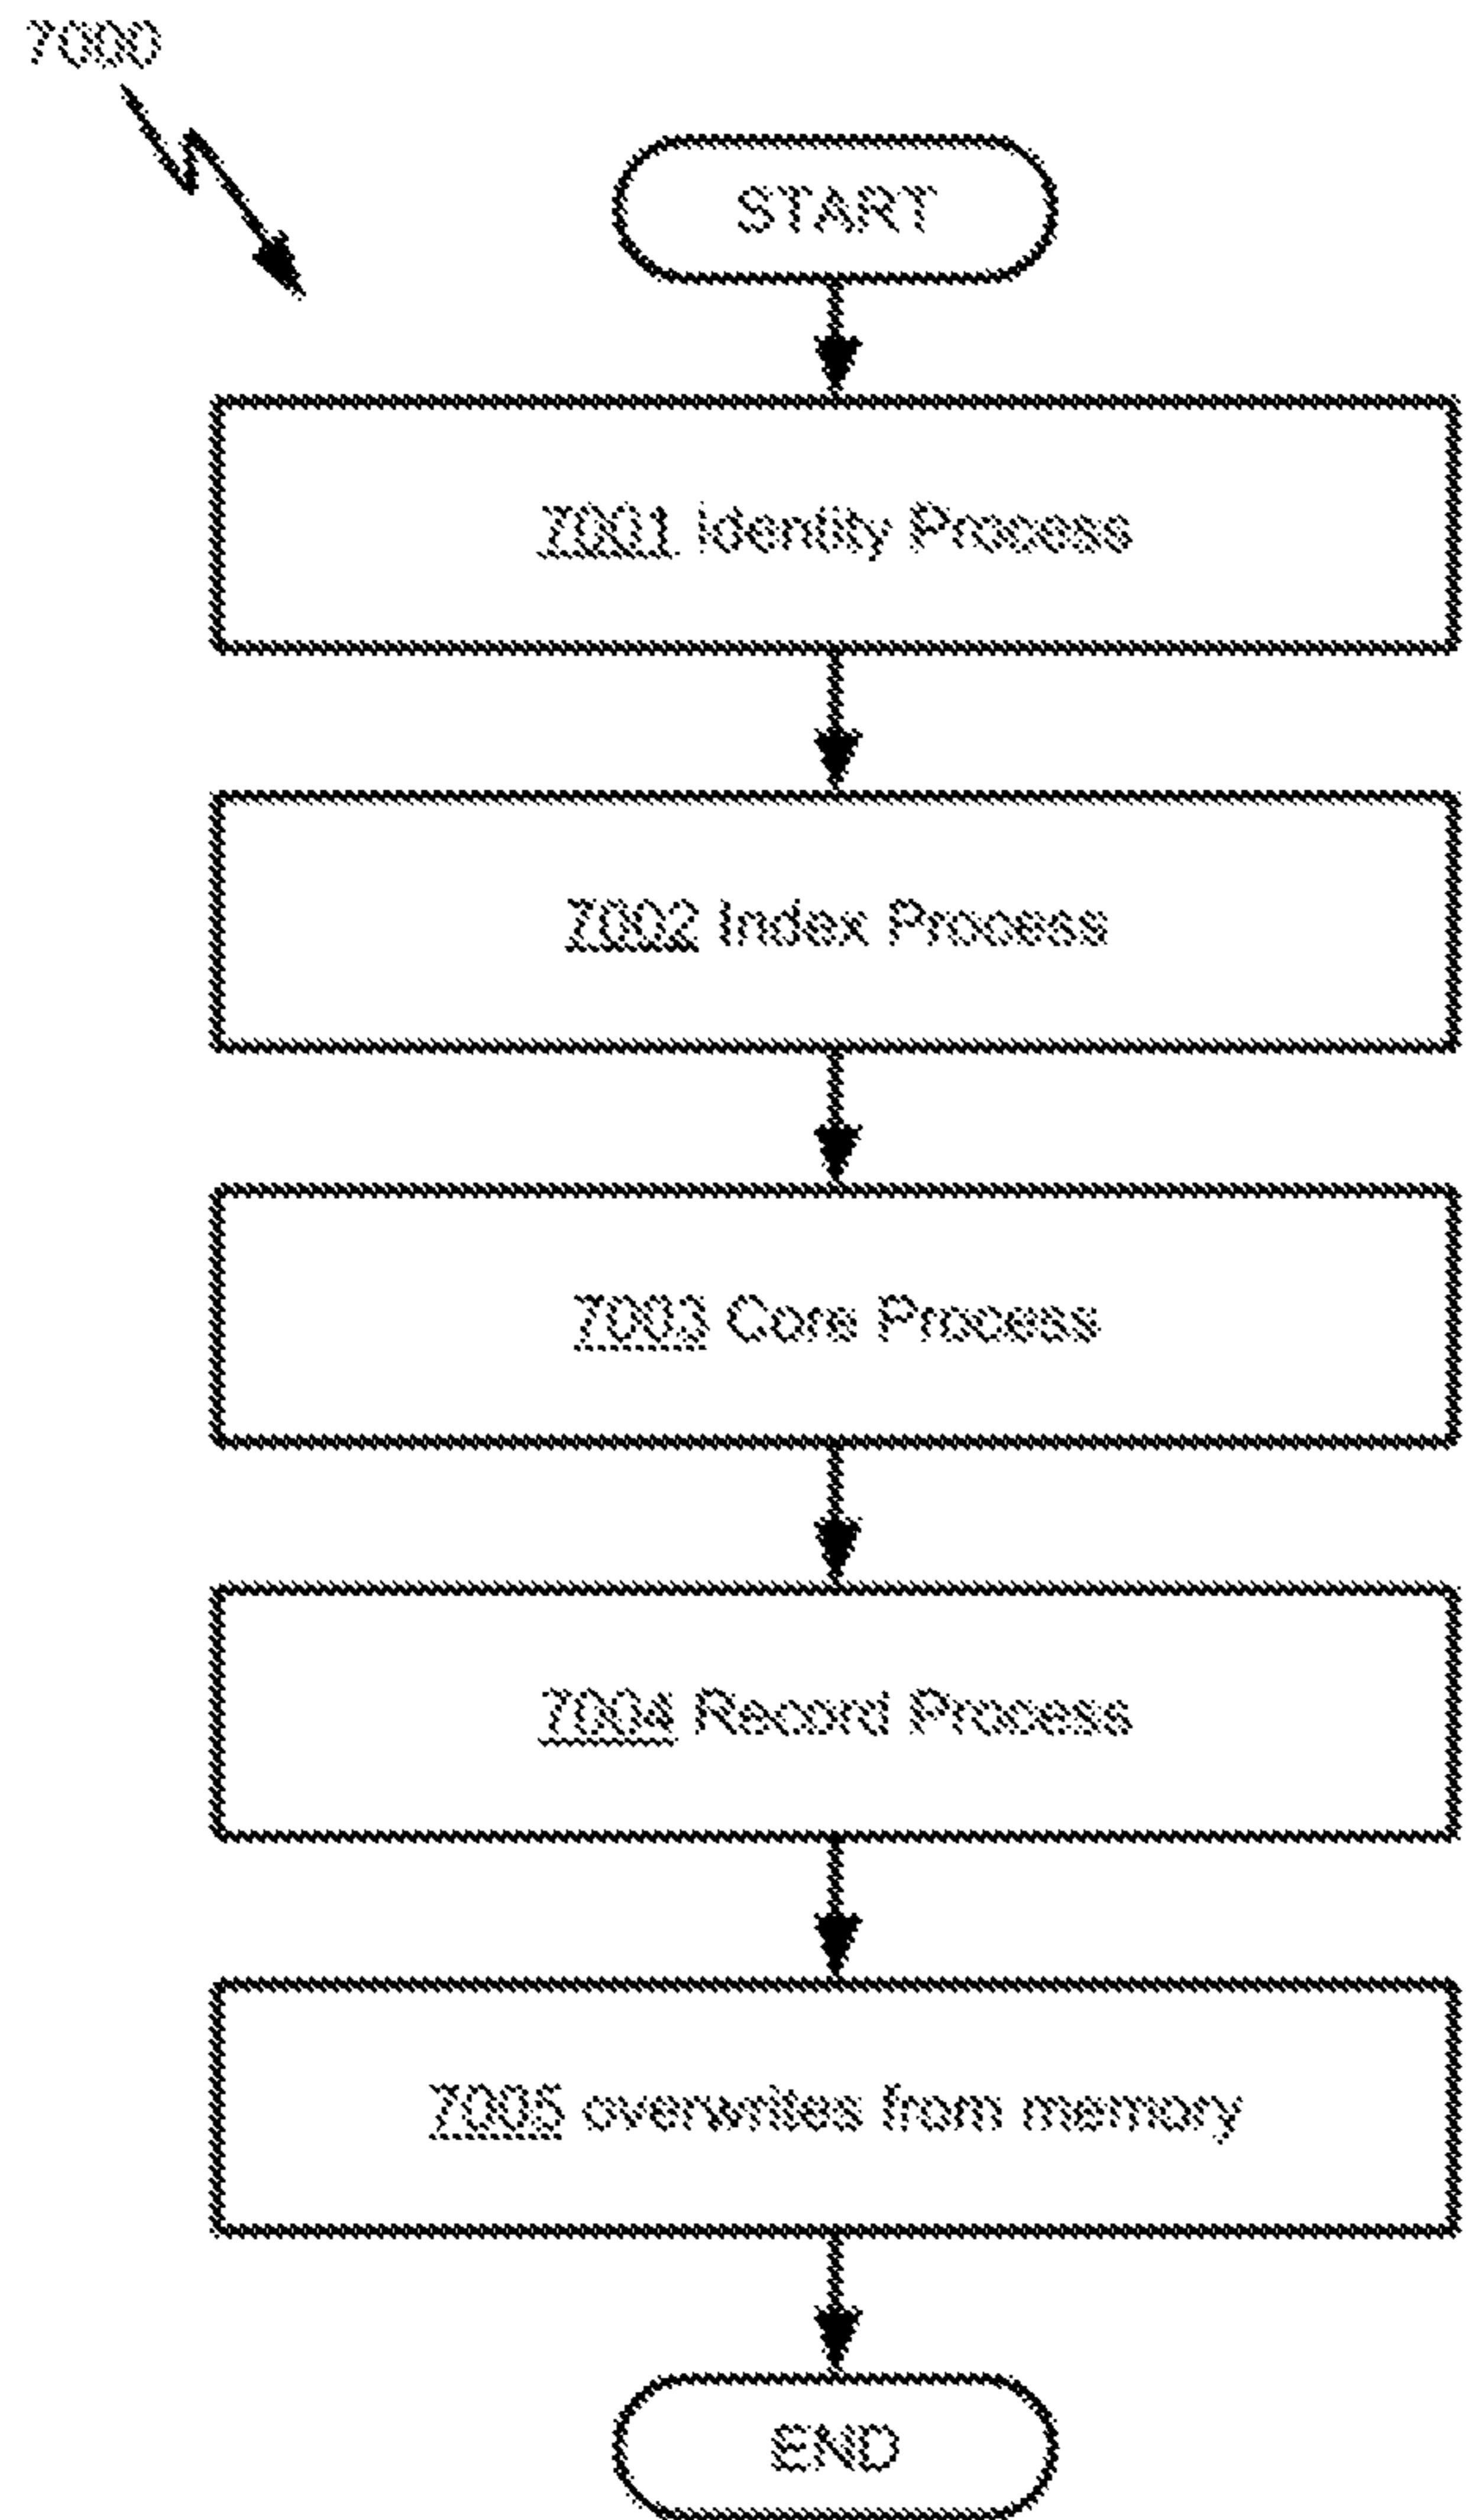 7000
START
7001 Identity Process
7002 Index Process
7003 Core Process
7004 Record Process
7005 overwrites from memory
END